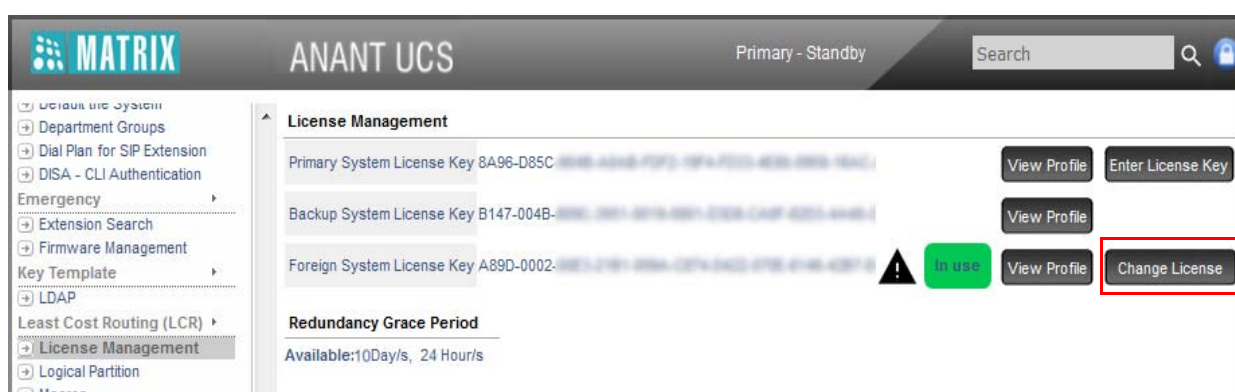 MATRIX
ANANT UCS
Primary - Standby
Search
Default the System
Department Groups
Dial Plan for SIP Extension
DISA - CLI Authentication
Emergency
Extension Search
Firmware Management
Key Template
LDAP
Least Cost Routing (LCR)
License Management
Logical Partition
License Management
Primary System License Key 8A96-D85C
View Profile
Enter License Key
Backup System License Key B147-004B-
View Profile
Foreign System License Key A89D-0002-
In use
View Profile
Change License
Redundancy Grace Period
Available:10Day/s, 24 Hour/s